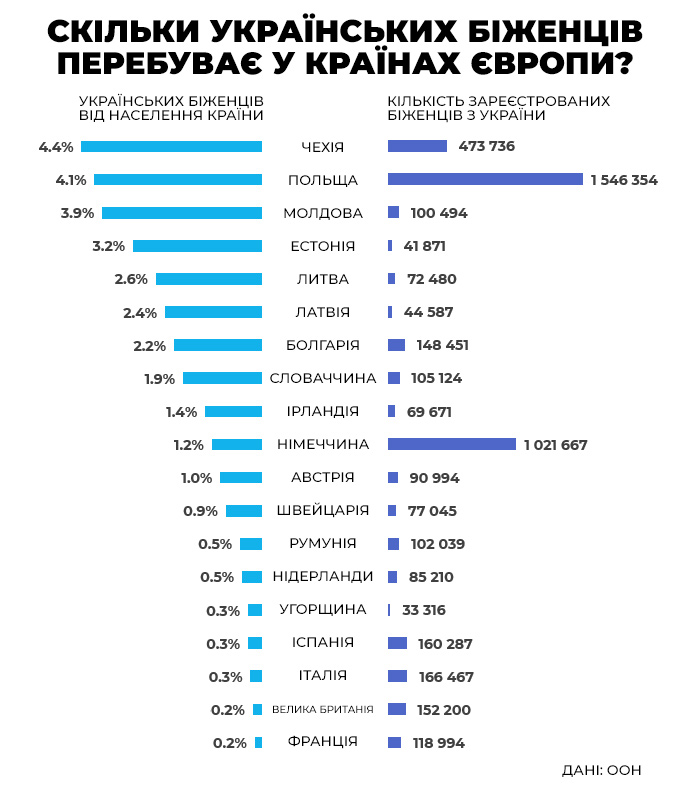 СКІЛЬКИ УКРАЇНСЬКИХ БІЖЕНЦІВ
ПЕРЕБУВАЄ У КРАЇНАХ ЄВРОПИ?
УКРАЇНСЬКИХ БІЖЕНЦІВ
ВІД НАСЕЛЕННЯ КРАЇНИ
КІЛЬКІСТЬ ЗАРЕЄСТРОВАНИХ
БІЖЕНЦІВ З УКРАЇНИ
4.4% ЧЕХІЯ 473 736
4.1% ПОЛЬЩА 1 546 354
3.9% МОЛДОВА 100 494
3.2% ЕСТОНІЯ 41 871
2.6% ЛИТВА 72 480
2.4% ЛАТВІЯ 44 587
2.2% БОЛГАРІЯ 148 451
1.9% СЛОВАЧЧИНА 105 124
1.4% ІРЛАНДІЯ 69 671
1.2% НІМЕЧЧИНА 1 021 667
1.0% АВСТРІЯ 90 994
0.9% ШВЕЙЦАРІЯ 77 045
0.5% РУМУНІЯ 102 039
0.5% НІДЕРЛАНДИ 85 210
0.3% УГОРЩИНА 33 316
0.3% ІСПАНІЯ 160 287
0.3% ІТАЛІЯ 166 467
0.2% ВЕЛИКА БРИТАНІЯ 152 200
0.2% ФРАНЦІЯ 118 994
ДАНІ: ООН